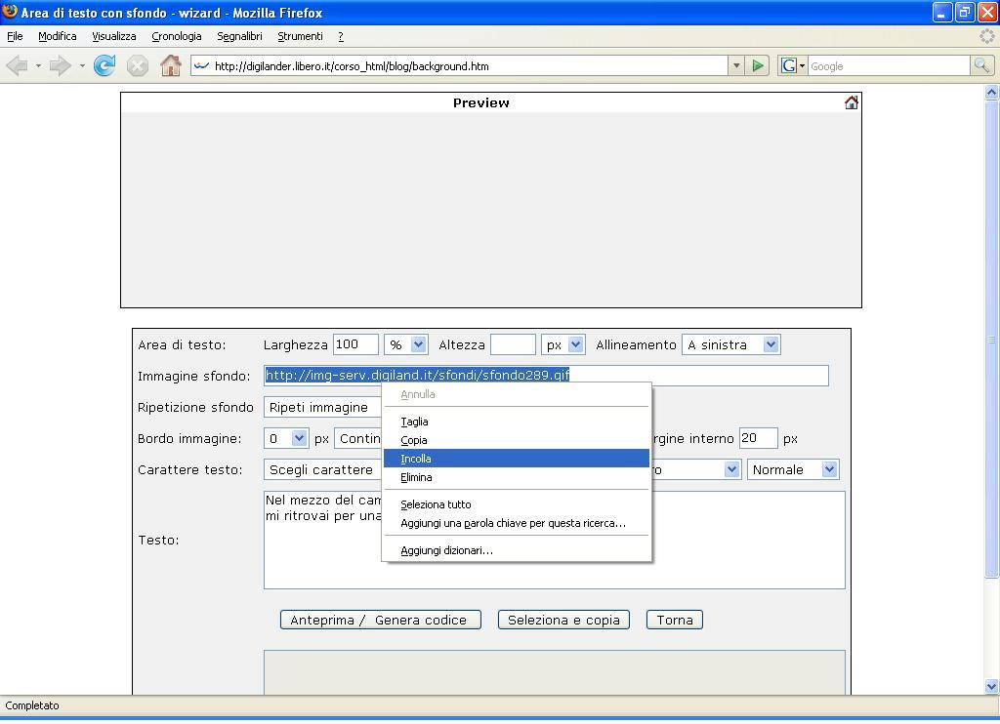 Area di testo con sfondo - wizard - Mozilla Firefox
File Modifica Visualizza Cronologia Segnalibri Strumenti ?
http://digilander.libero.it/corso_html/blog/background.htm G Google
Preview
Area di testo: Larghezza 100 % Altezza px Allineamento A sinistra
Immagine sfondo: http://img-serv.digiland.it/sfondi/sfondo289.gif
Ripetizione sfondo Ripeti immagine
Bordo immagine: 0 px Contin rgine interno 20 px
Carattere testo: Scegli carattere o Normale
Testo:
Nel mezzo del cam
mi ritrovai per una
Annulla
Taglia
Copia
Incolla
Elimina
Seleziona tutto
Aggiungi una parola chiave per questa ricerca...
Aggiungi dizionari...
Anteprima / Genera codice Seleziona e copia Torna
Completato